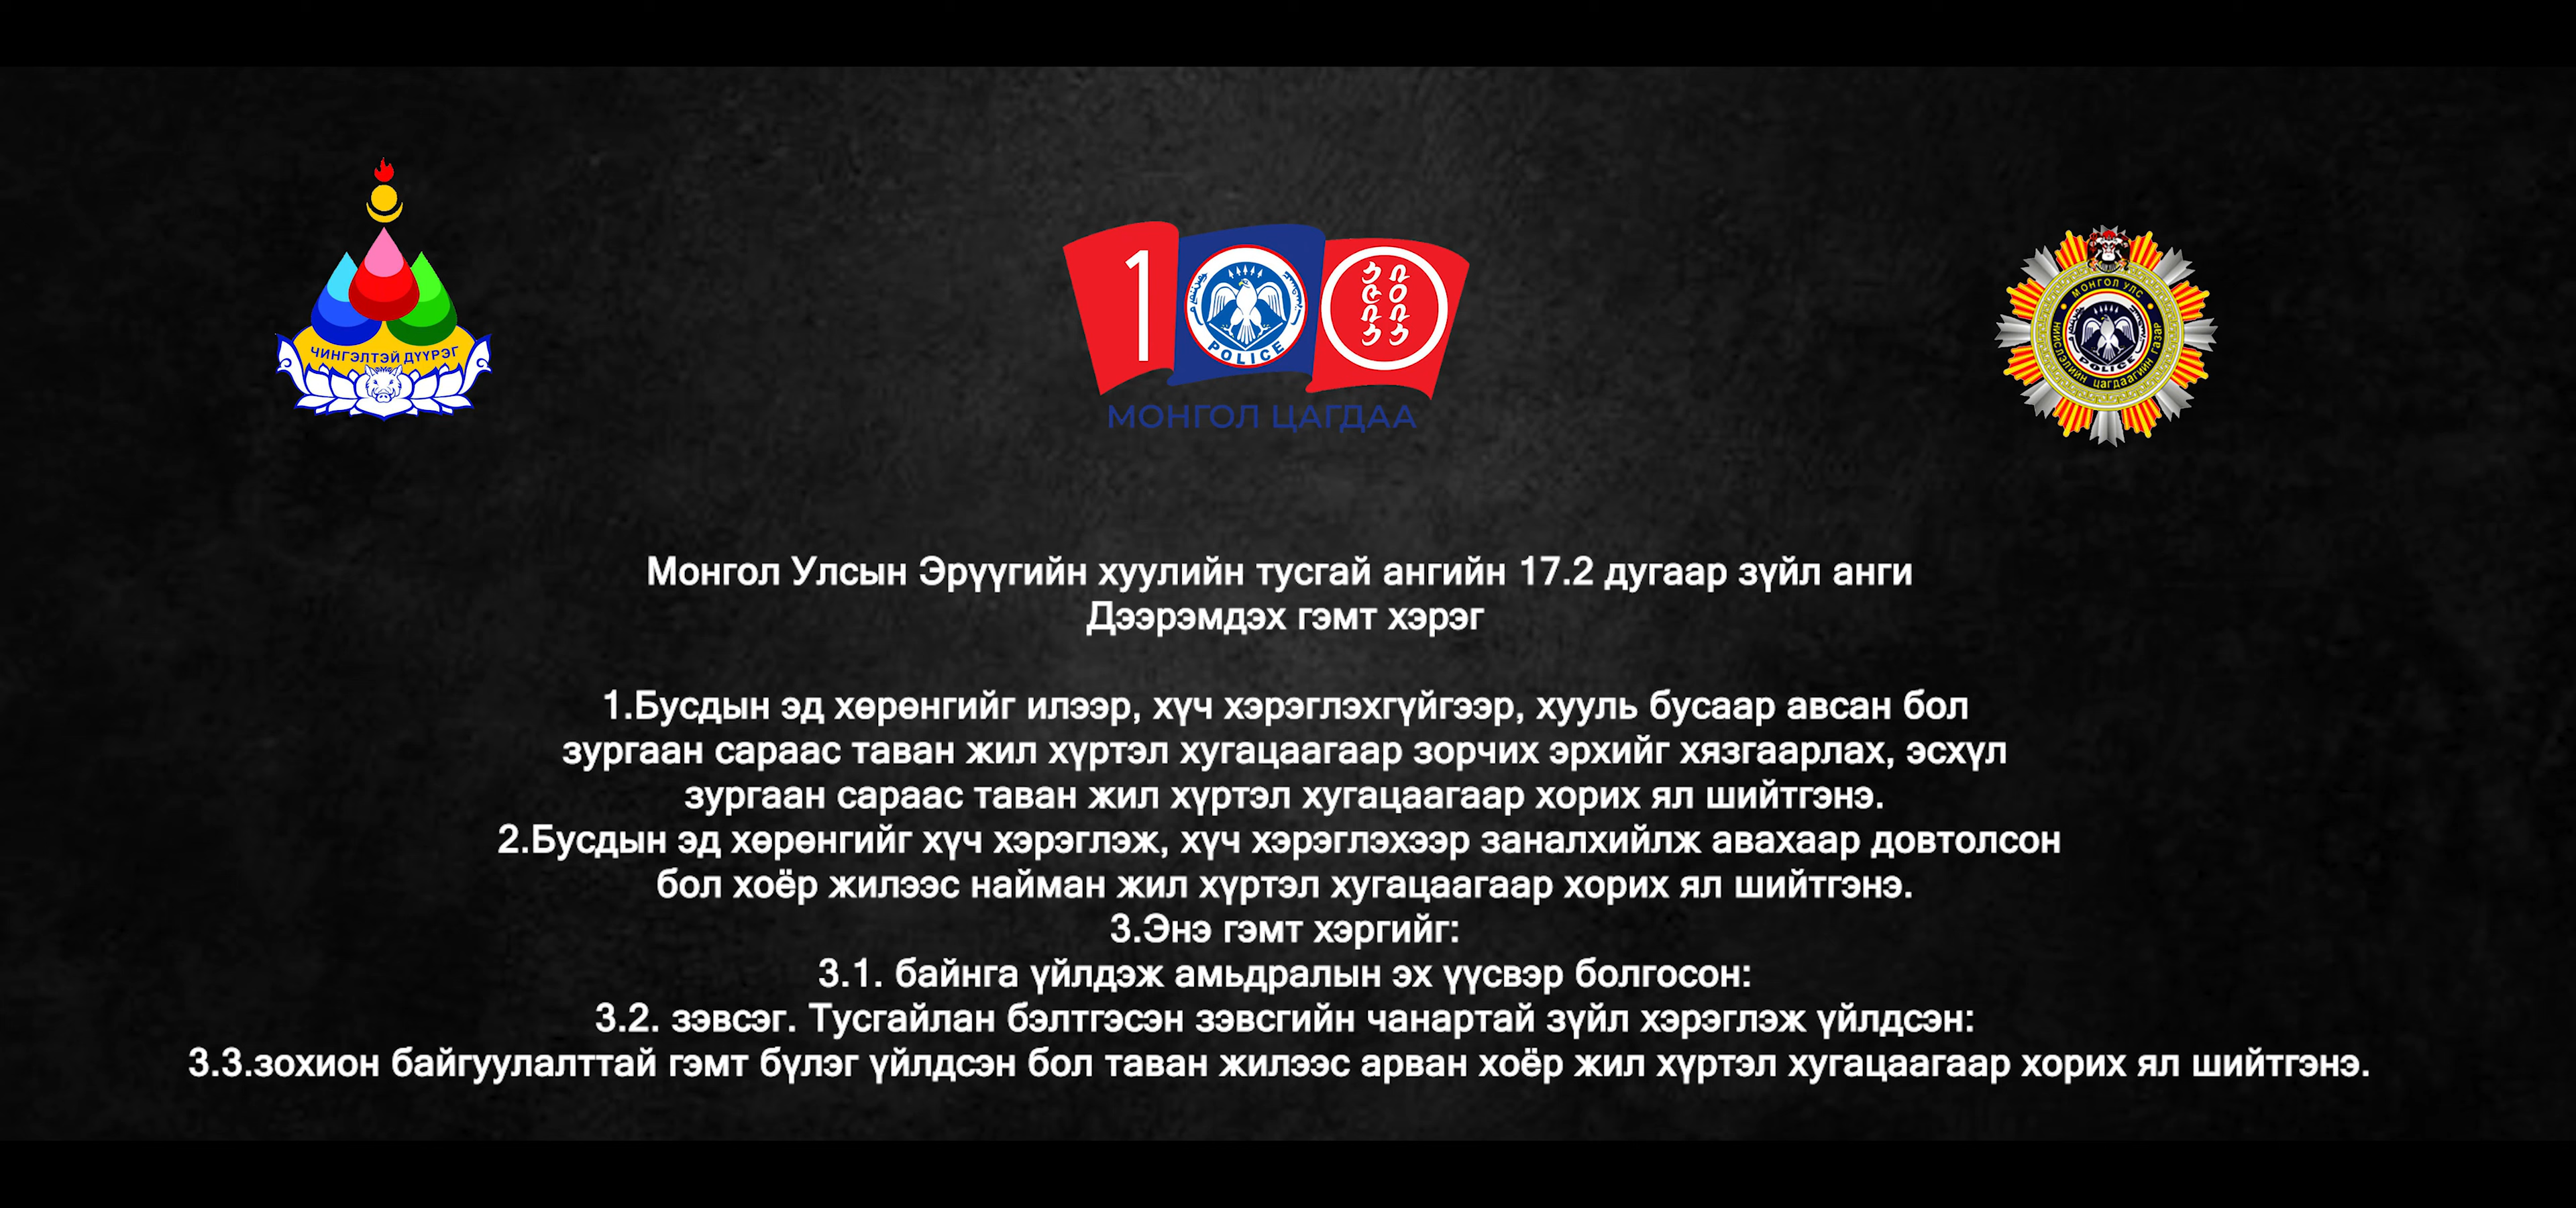 ЧИНГЭЛТЭЙ ДҮҮРЭГ
100
POLICE
МОНГОЛ ЦАГДАА
МОНГОЛ УЛС
НИЙСЛЭЛИЙН ЦАГДААГИЙН ГАЗАР
POLICE
Монгол Улсын Эрүүгийн хуулийн тусгай ангийн 17.2 дугаар зүйл анги
Дээрэмдэх гэмт хэрэг
1.Бусдын эд хөрөнгийг илээр, хүч хэрэглэхгүйгээр, хууль бусаар авсан бол
зургаан сараас таван жил хүртэл хугацаагаар зорчих эрхийг хязгаарлах, эсхүл
зургаан сараас таван жил хүртэл хугацаагаар хорих ял шийтгэнэ.
2.Бусдын эд хөрөнгийг хүч хэрэглэж, хүч хэрэглэхээр заналхийлж авахаар довтолсон
бол хоёр жилээс найман жил хүртэл хугацаагаар хорих ял шийтгэнэ.
3.Энэ гэмт хэргийг:
3.1. байнга үйлдэж амьдралын эх үүсвэр болгосон:
3.2. зэвсэг. Тусгайлан бэлтгэсэн зэвсгийн чанартай зүйл хэрэглэж үйлдсэн:
3.3.зохион байгуулалттай гэмт бүлэг үйлдсэн бол таван жилээс арван хоёр жил хүртэл хугацаагаар хорих ял шийтгэнэ.